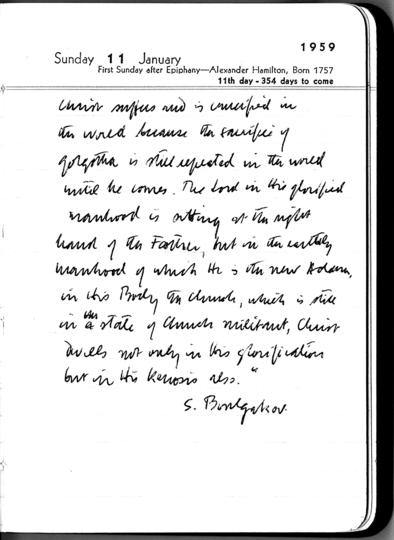 1959
Sunday 11 January
First Sunday after Epiphany—Alexander Hamilton, Born 1757
11th day - 354 days to come
Christ suffers and is crucified in
the world because the sacrifice of
golgotha is still repeated in the world
until he comes. The Lord in His glorified
manhood is sitting at the right
hand of the Father, but in the earthly
manhood of which He is the new Adam,
in His Body the Church, which is still
in the state of Church militant, Christ
dwells not only in His glorification
but in His Kenosis also."
S. Boulgakov.